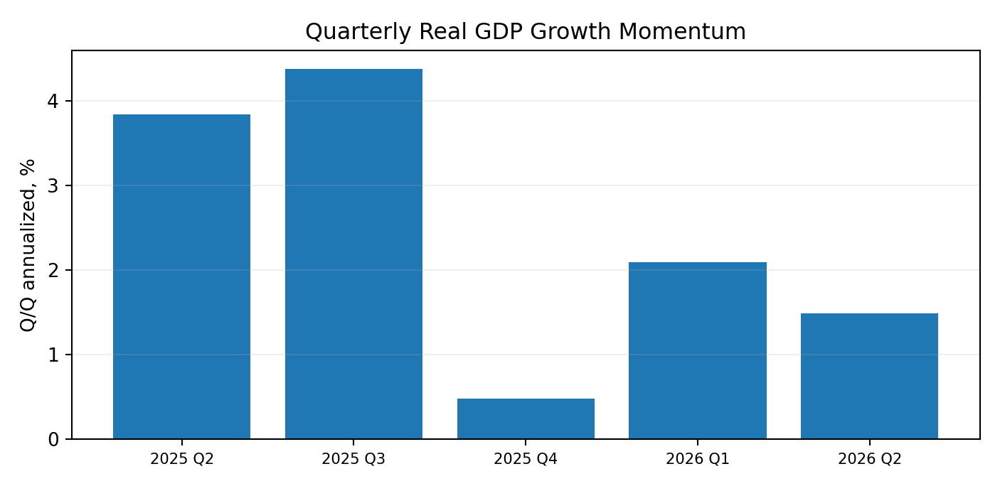 Quarterly Real GDP Growth Momentum
Q/Q annualized, %
4
3
2
1
0
2025 Q2
2025 Q3
2025 Q4
2026 Q1
2026 Q2